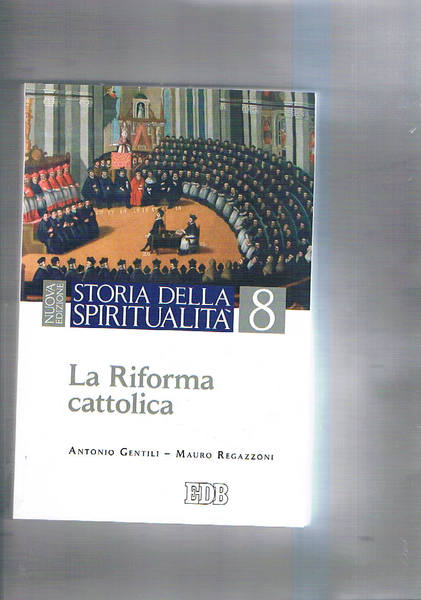 NUOVA
EDIZIONE
STORIA DELLA
SPIRITUALITÀ
8
La Riforma
cattolica
ANTONIO GENTILI – MAURO REGAZZONI
EDB